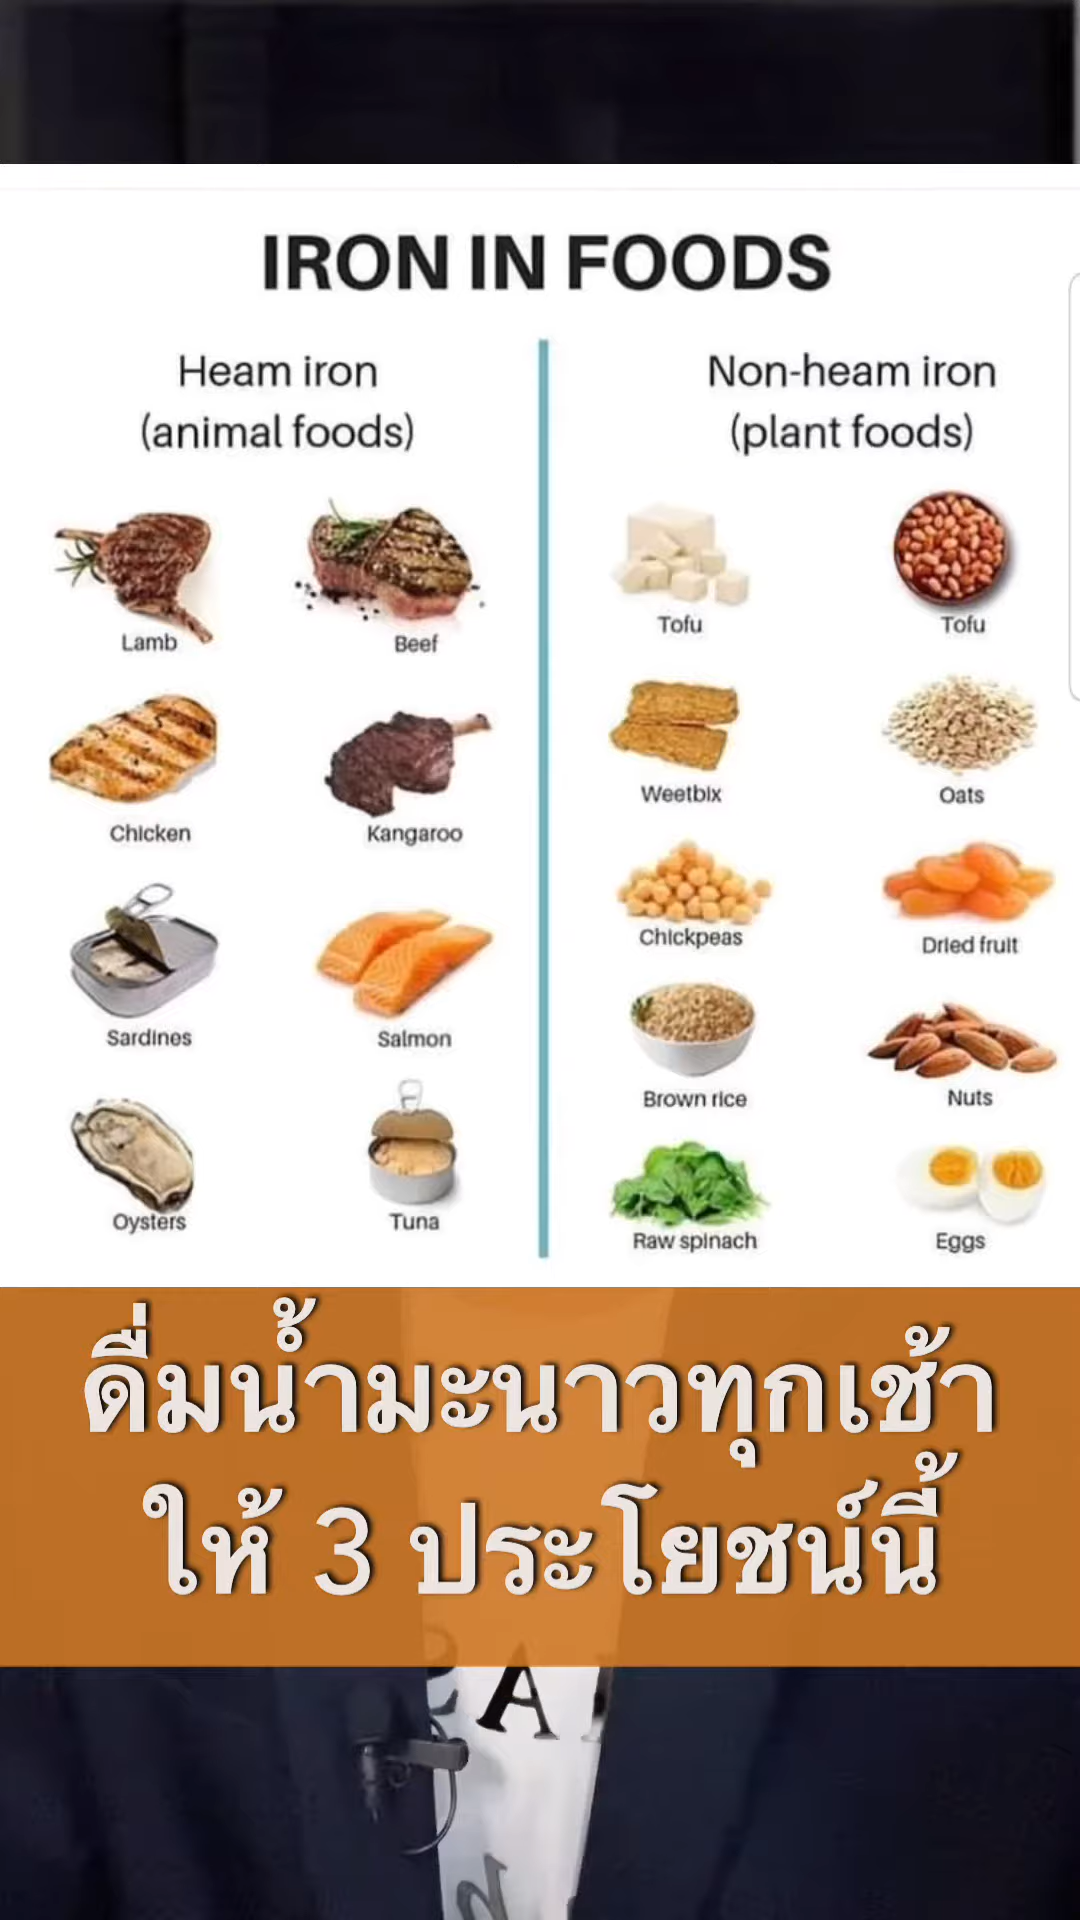 IRON IN FOODS
Heam iron
(animal foods)
Non-heam iron
(plant foods)
Lamb
Beef
Tofu
Tofu
Chicken
Kangaroo
Weetbix
Oats
Sardines
Salmon
Chickpeas
Dried fruit
Brown rice
Nuts
Oysters
Tuna
Raw spinach
Eggs
ดื่มน้ำมะนาวทุกเช้า
ให้ 3 ประโยชน์นี้
A